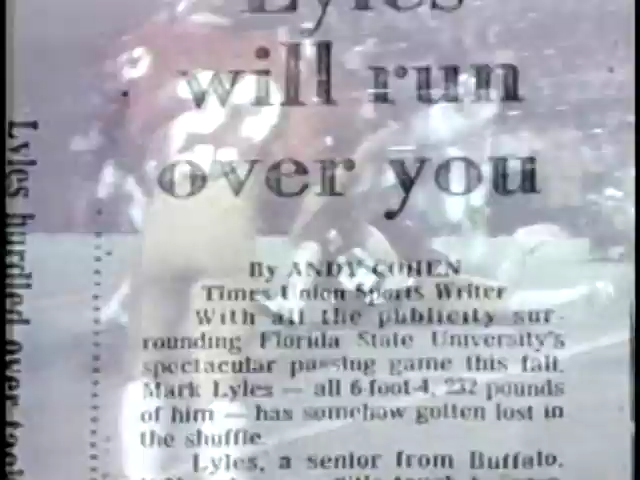 Lyles
will run
over you
By ANDY COHEN
Times Union Sports Writer
With all the publicity sur-
rounding Florida State University's
spectacular passing game this fall,
Mark Lyles — all 6-foot-4, 232 pounds
of him — has somehow gotten lost in
the shuffle.
Lyles, a senior from Buffalo,
Lyles hurdled over